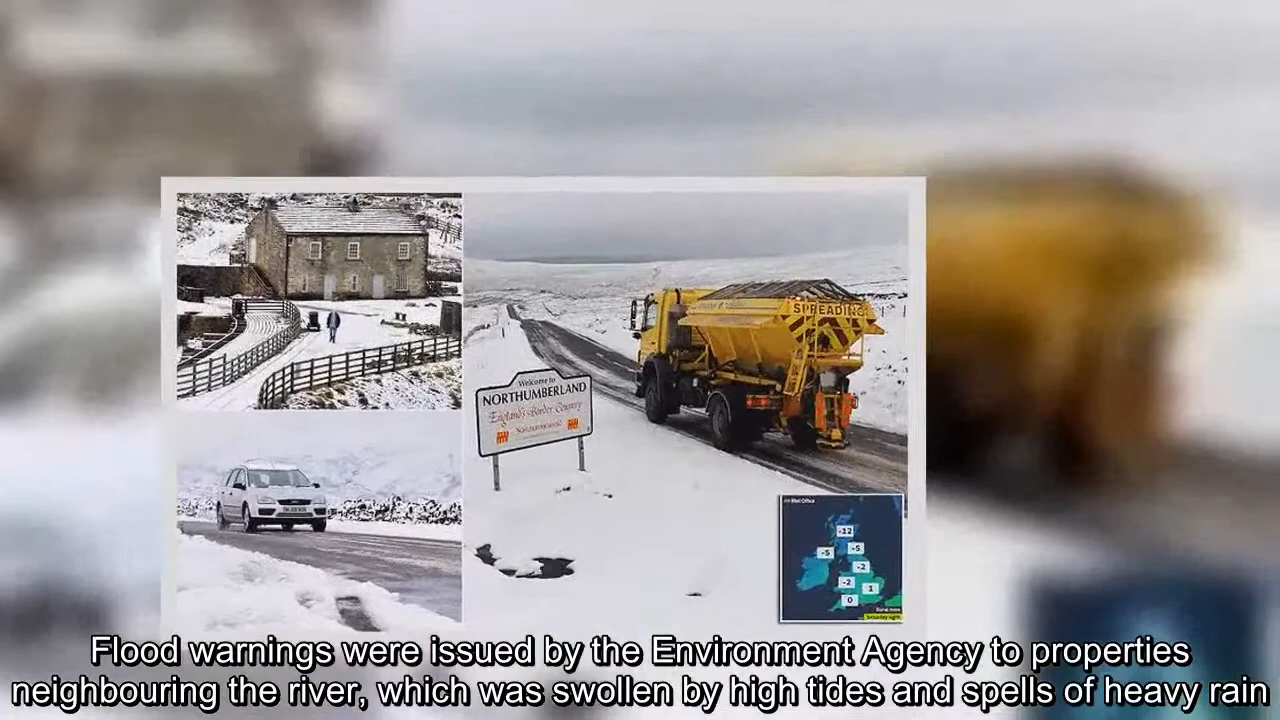 SPREADING
Welcome to
NORTHUMBERLAND
England's Border Country
Met Office
-12
-5
-5
-2
-2
1
0
Saturday night
Flood warnings were issued by the Environment Agency to properties
neighbouring the river, which was swollen by high tides and spells of heavy rain